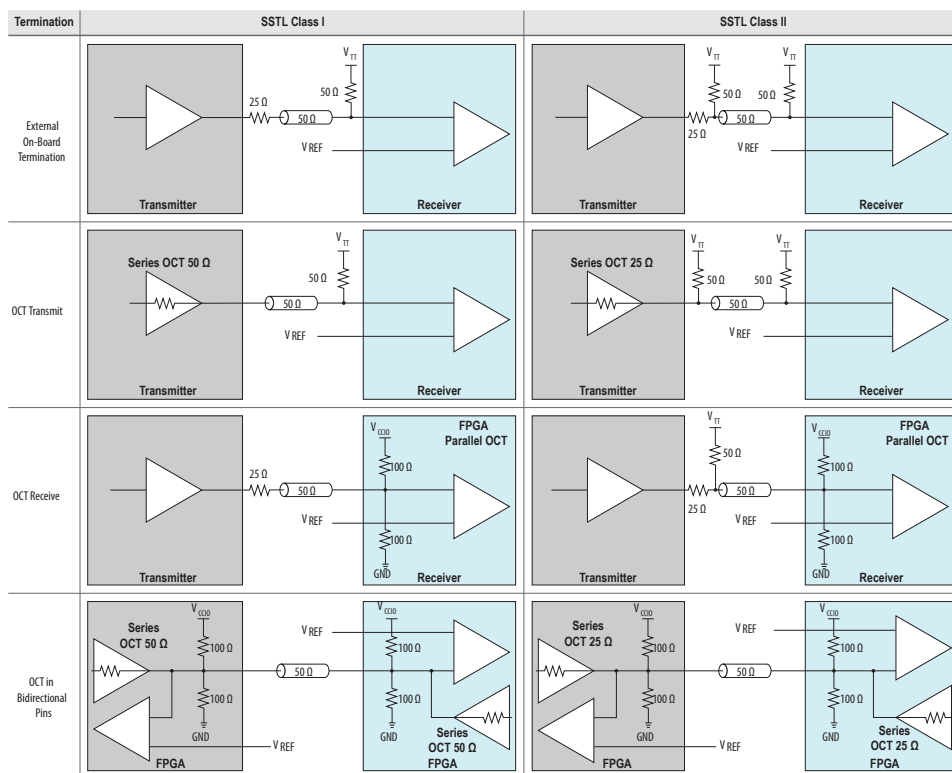 Termination SSTL Class I SSTL Class II
External
On-Board
Termination
V TT
50 Ω
25 Ω
50 Ω
V REF
Transmitter
Receiver
V TT
V TT
50 Ω
50 Ω
50 Ω
25 Ω
V REF
Transmitter
Receiver
OCT Transmit
Series OCT 50 Ω
V TT
50 Ω
50 Ω
V REF
Transmitter
Receiver
Series OCT 25 Ω
V TT
V TT
50 Ω
50 Ω
50 Ω
V REF
Transmitter
Receiver
OCT Receive
25 Ω
50 Ω
V REF
V CCIO
FPGA
Parallel OCT
100 Ω
100 Ω
GND
Transmitter
Receiver
V TT
50 Ω
50 Ω
25 Ω
V REF
V CCIO
FPGA
Parallel OCT
100 Ω
100 Ω
GND
Transmitter
Receiver
OCT in
Bidirectional
Pins
Series
OCT 50 Ω
V CCIO
100 Ω
100 Ω
GND
V REF
50 Ω
V REF
FPGA
V CCIO
100 Ω
100 Ω
GND
Series
OCT 50 Ω
FPGA
Series
OCT 25 Ω
V CCIO
100 Ω
100 Ω
GND
V REF
50 Ω
V REF
FPGA
V CCIO
100 Ω
100 Ω
GND
Series
OCT 25 Ω
FPGA